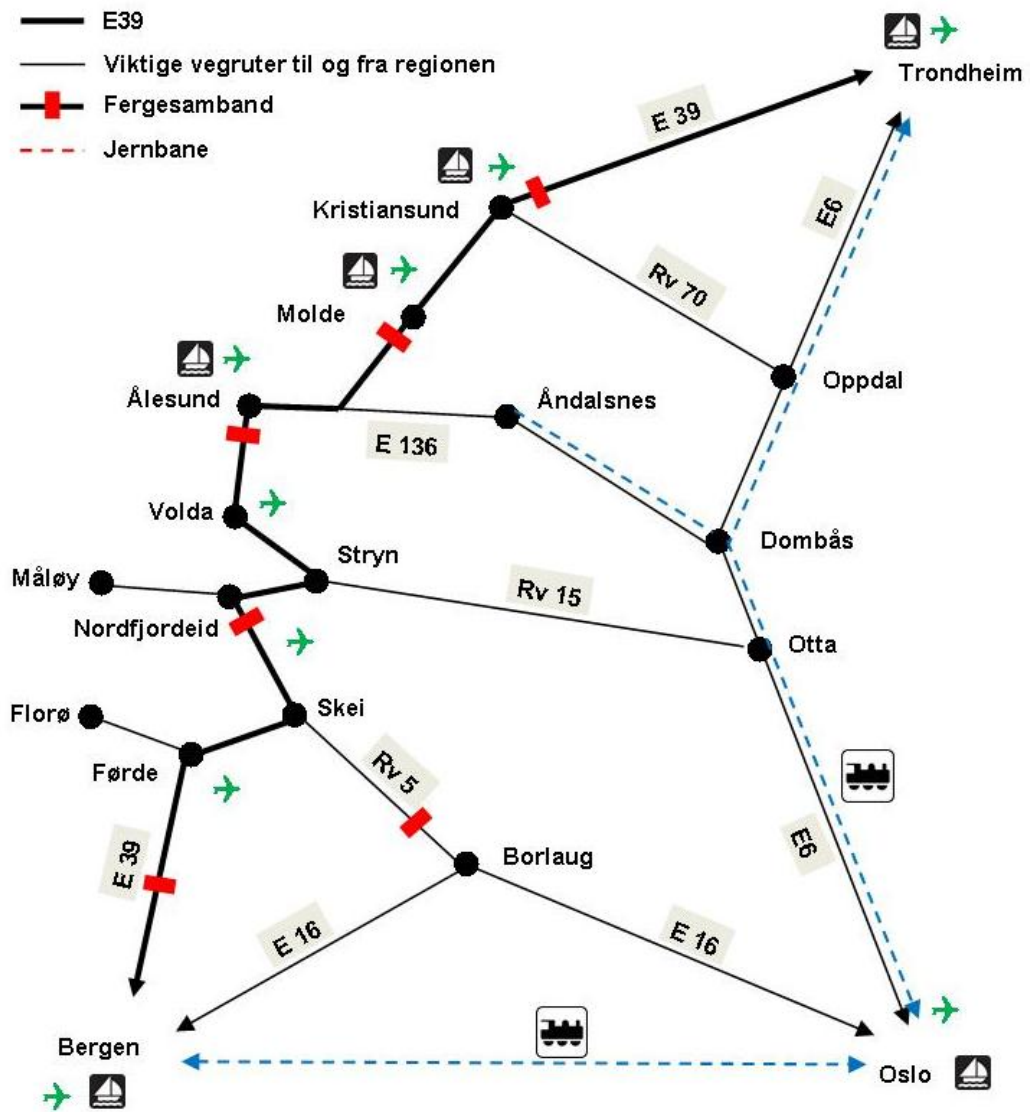 E39
Viktige vegruter til og fra regionen
Fergesamband
Jernbane
Trondheim
E 39
Kristiansund
E6
Rv 70
Molde
Oppdal
Ålesund
Åndalsnes
E 136
Volda
Dombås
Stryn
Måløy
Rv 15
Nordfjordeid
Otta
Florø
Skei
Førde
Rv 5
E 39
E6
Borlaug
E 16
E 16
Bergen
Oslo